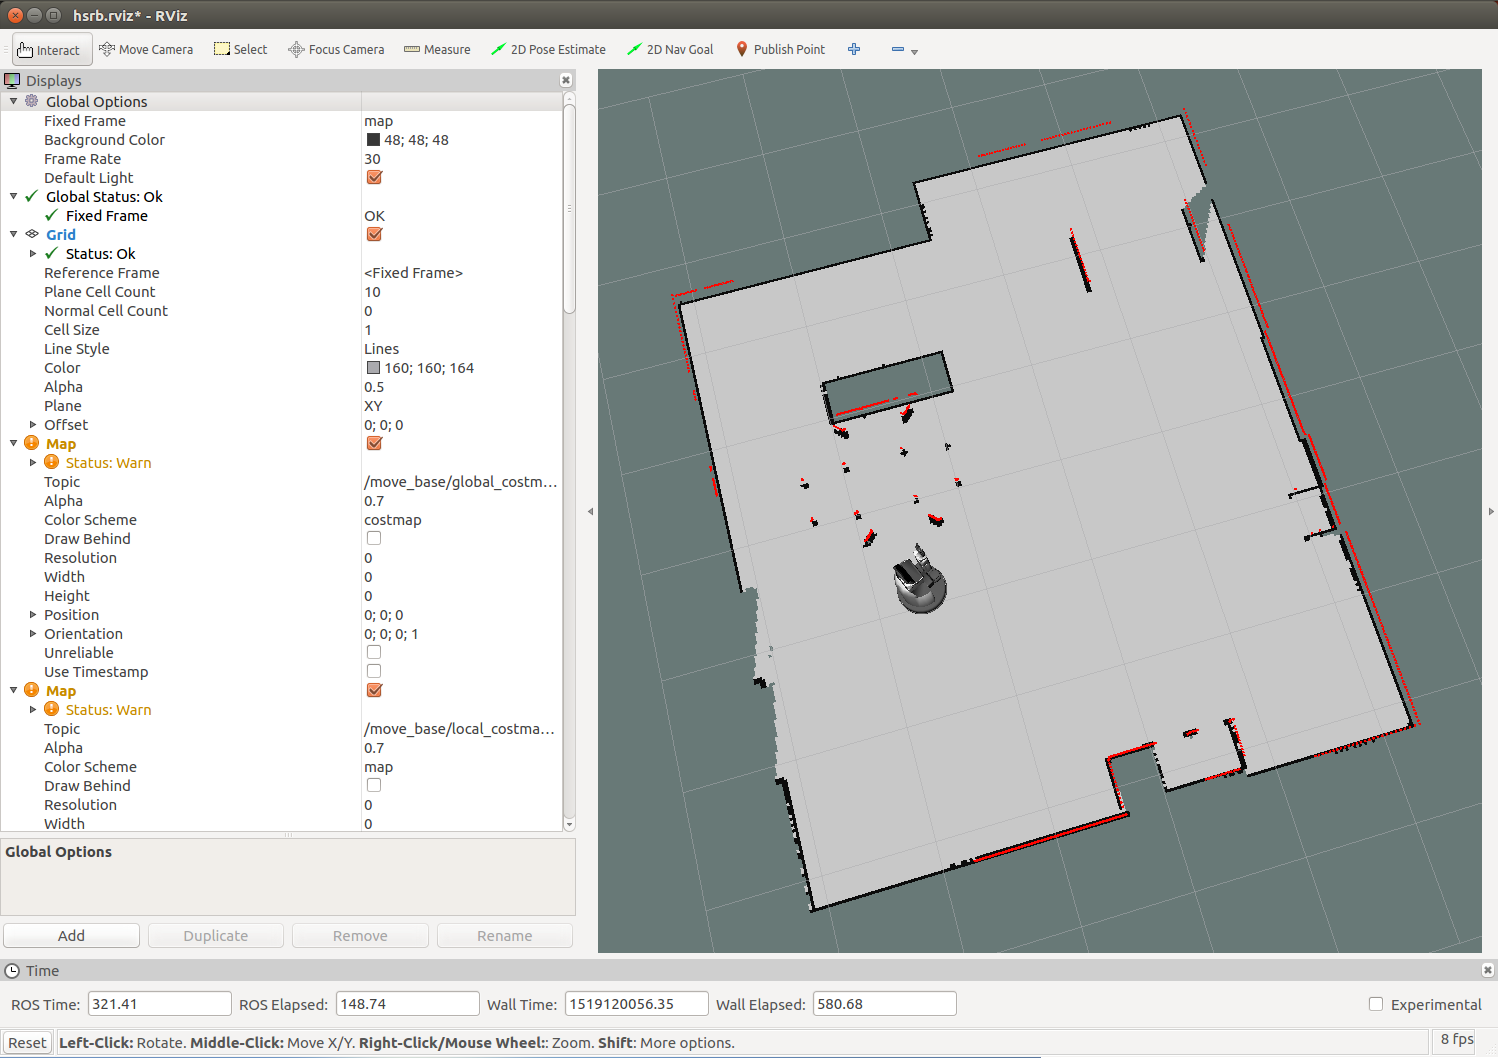 hsrb.rviz* - RViz
Interact Move Camera Select Focus Camera Measure 2D Pose Estimate 2D Nav Goal Publish Point
Displays
Global Options
Fixed Frame map
Background Color 48; 48; 48
Frame Rate 30
Default Light
Global Status: Ok
Fixed Frame OK
Grid
Status: Ok
Reference Frame <Fixed Frame>
Plane Cell Count 10
Normal Cell Count 0
Cell Size 1
Line Style Lines
Color 160; 160; 164
Alpha 0.5
Plane XY
Offset 0; 0; 0
Map
Status: Warn
Topic /move_base/global_costm...
Alpha 0.7
Color Scheme costmap
Draw Behind
Resolution 0
Width 0
Height 0
Position 0; 0; 0
Orientation 0; 0; 0; 1
Unreliable
Use Timestamp
Map
Status: Warn
Topic /move_base/local_costma...
Alpha 0.7
Color Scheme map
Draw Behind
Resolution 0
Width 0
Global Options
Add Duplicate Remove Rename
Time
ROS Time: 321.41 ROS Elapsed: 148.74 Wall Time: 1519120056.35 Wall Elapsed: 580.68 Experimental
Reset Left-Click: Rotate. Middle-Click: Move X/Y. Right-Click/Mouse Wheel:: Zoom. Shift: More options. 8 fps